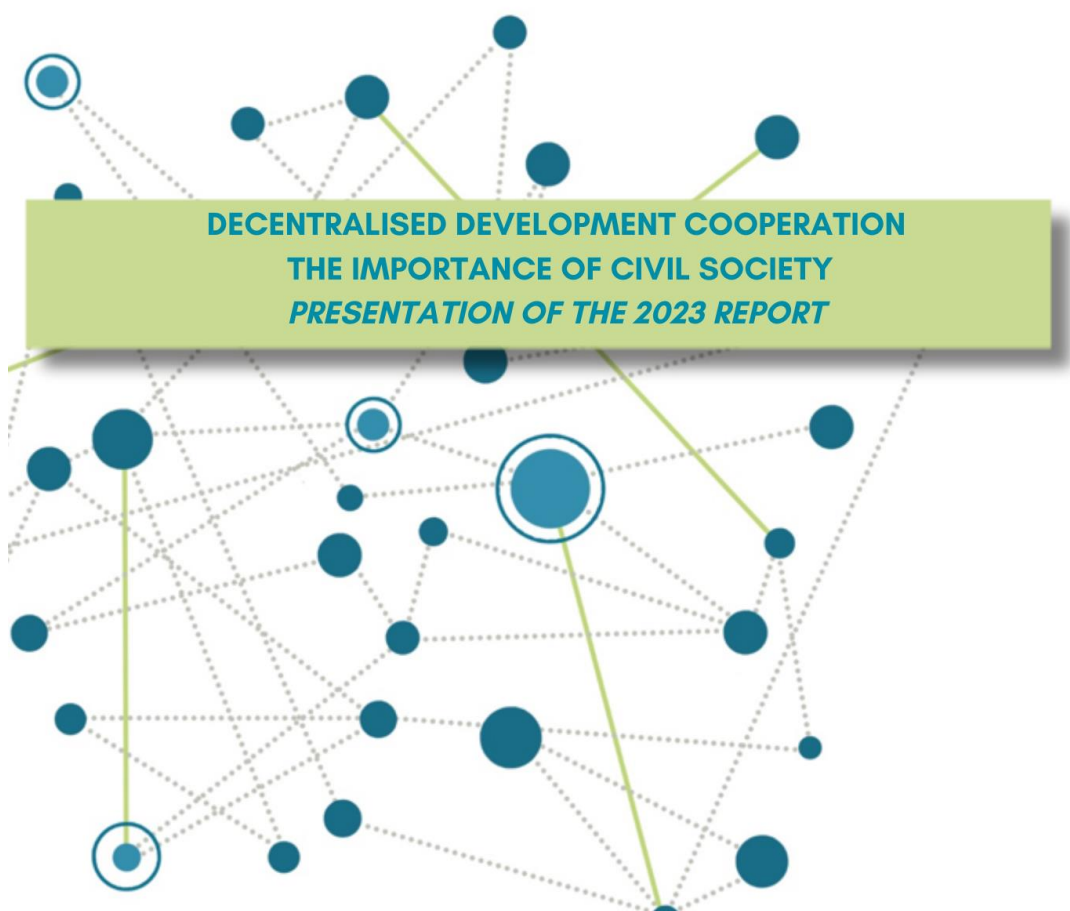 DECENTRALISED DEVELOPMENT COOPERATION
THE IMPORTANCE OF CIVIL SOCIETY
PRESENTATION OF THE 2023 REPORT